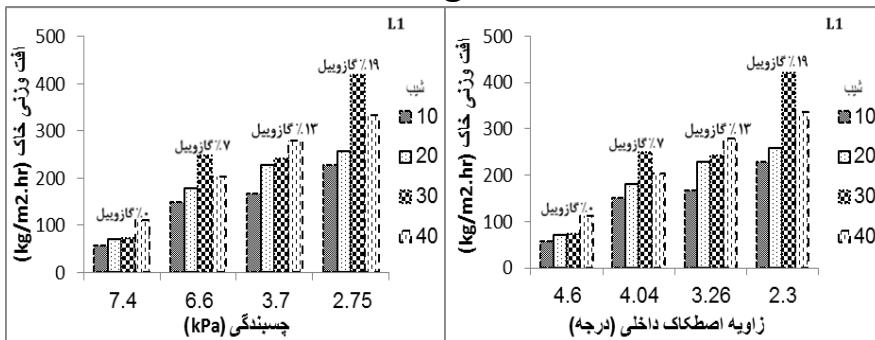 L1
500
400
300
200
100
0
افت وزنی خاک (kg/m2.hr)
۰٪ گازوییل
۷٪ گازوییل
۱۳٪ گازوییل
۱۹٪ گازوییل
شیب
10
20
30
40
7.4 6.6 3.7 2.75
چسبندگی (kPa)
L1
500
400
300
200
100
0
افت وزنی خاک (kg/m2.hr)
۰٪ گازوییل
۷٪ گازوییل
۱۳٪ گازوییل
۱۹٪ گازوییل
شیب
10
20
30
40
4.6 4.04 3.26 2.3
زاویه اصطکاک داخلی (درجه)